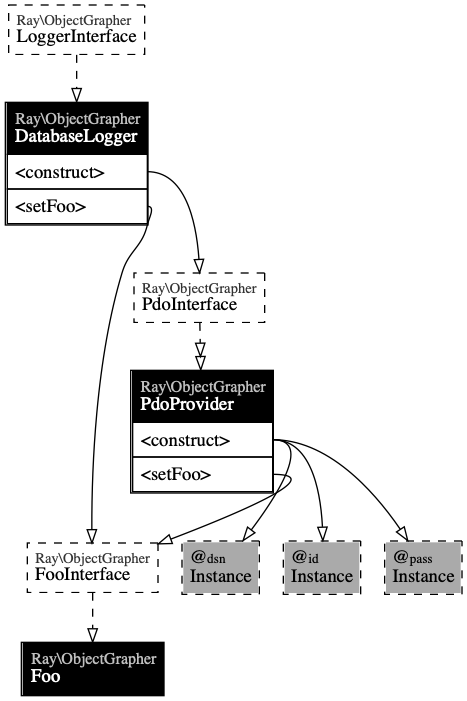 Ray\ObjectGrapher
LoggerInterface
Ray\ObjectGrapher
DatabaseLogger
<construct>
<setFoo>
Ray\ObjectGrapher
PdoInterface
Ray\ObjectGrapher
PdoProvider
<construct>
<setFoo>
Ray\ObjectGrapher
FooInterface
@dsn
Instance
@id
Instance
@pass
Instance
Ray\ObjectGrapher
Foo